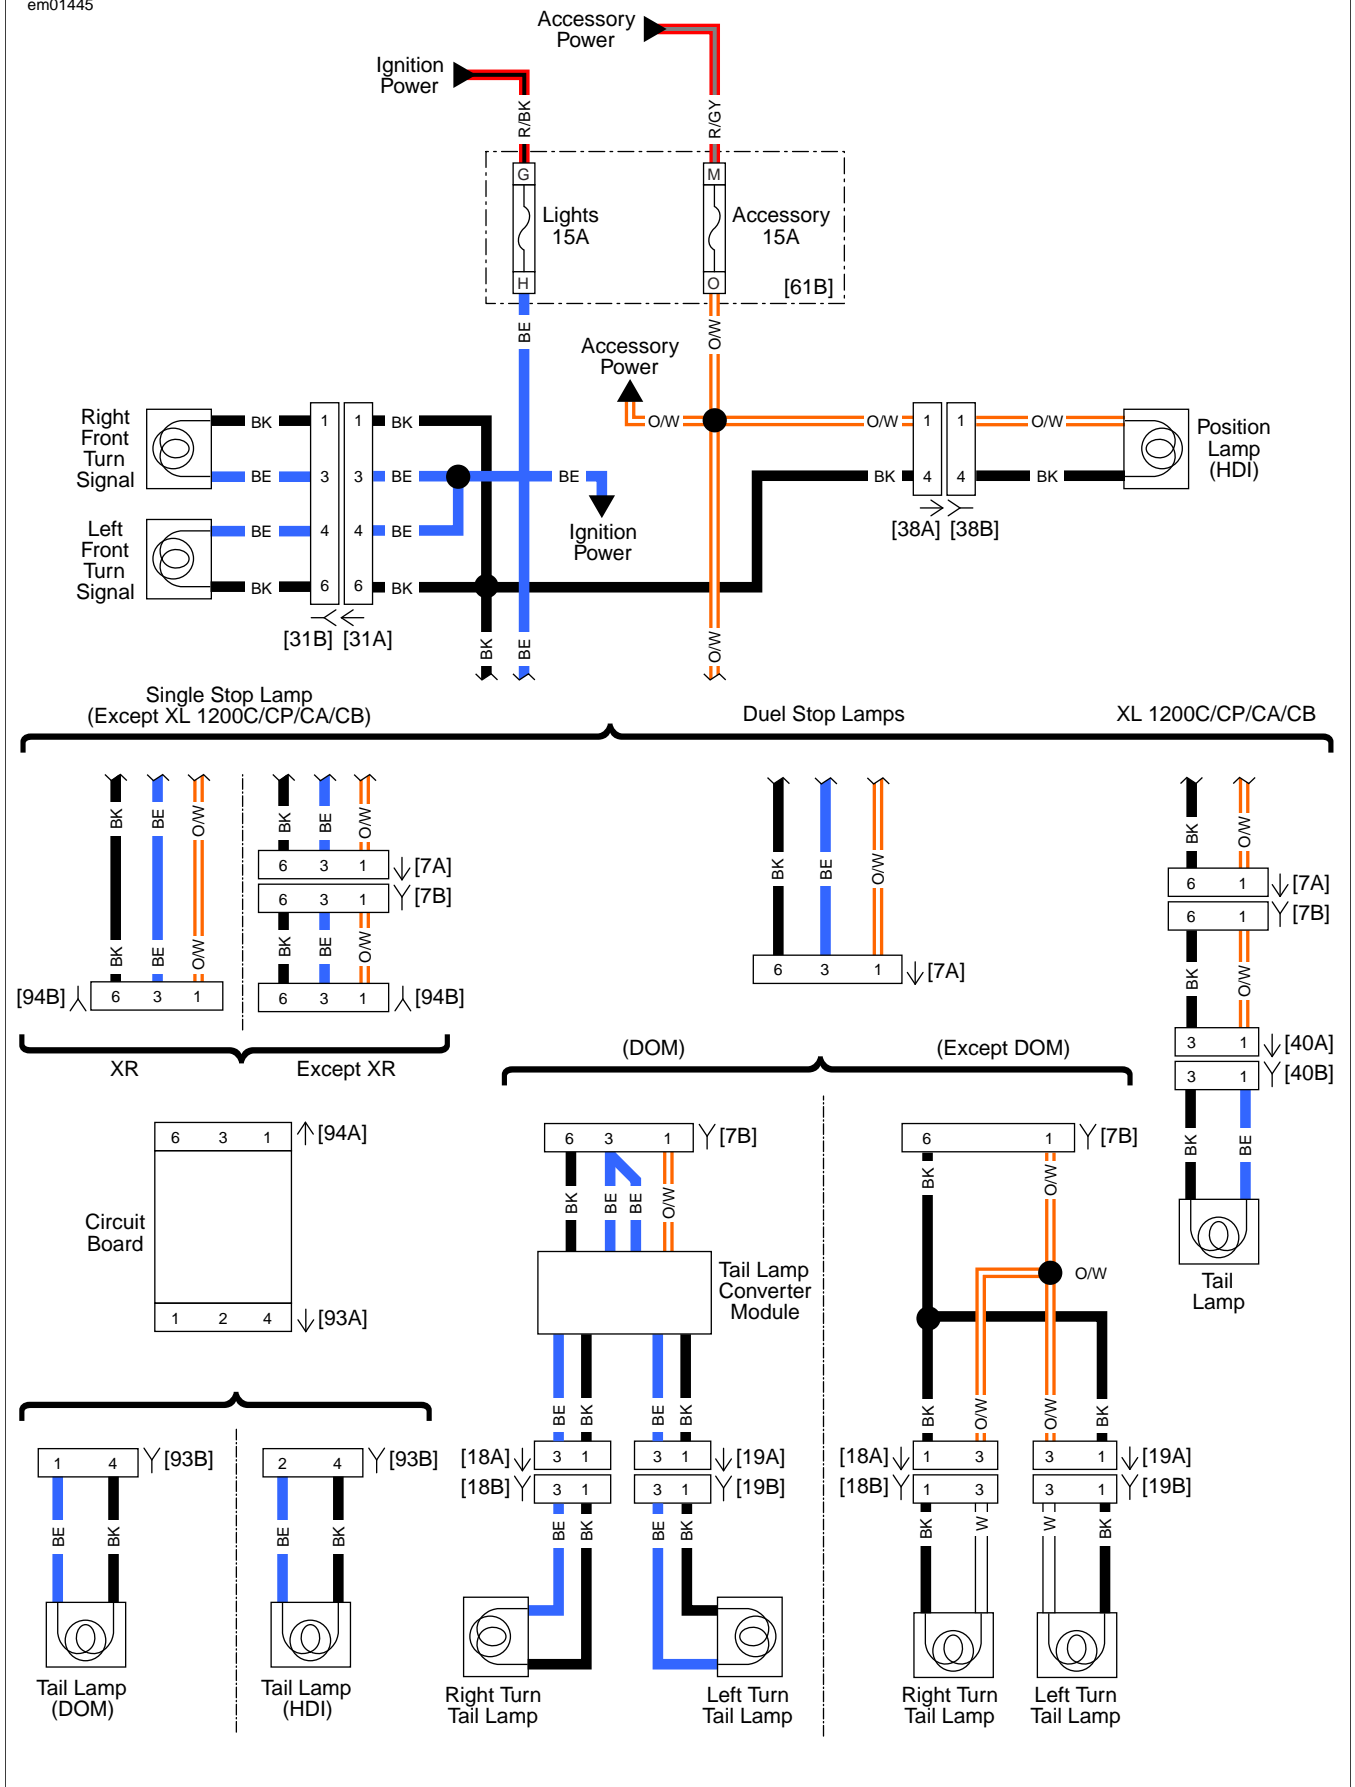 em01445
Accessory
Power
Ignition
Power
R/BK
R/GY
G
M
Lights
15A
Accessory
15A
H
O
[61B]
BE
O/W
Accessory
Power
Right
Front
Turn
Signal
BK
1
1
BK
O/W
O/W
1
1
O/W
Position
Lamp
(HDI)
BE
3
3
BE
BE
BK
4
4
BK
Left
Front
Turn
Signal
BE
4
4
BE
Ignition
Power
[38A]
[38B]
BK
6
6
BK
[31B]
[31A]
BK
BE
O/W
Single Stop Lamp
(Except XL 1200C/CP/CA/CB)
Duel Stop Lamps
XL 1200C/CP/CA/CB
BK
BE
O/W
BK
BE
O/W
6
3
1
[7A]
6
3
1
[7B]
BK
BE
O/W
BK
BE
O/W
[94B]
6
3
1
6
3
1
[94B]
XR
Except XR
BK
BE
O/W
6
3
1
[7A]
BK
O/W
6
1
[7A]
6
1
[7B]
BK
O/W
3
1
[40A]
3
1
[40B]
BK
BE
Tail
Lamp
6
3
1
[94A]
Circuit
Board
1
2
4
[93A]
(DOM)
(Except DOM)
6
3
1
[7B]
BK
BE
BE
O/W
Tail Lamp
Converter
Module
BE
BK
BE
BK
[18A]
3
1
3
1
[19A]
[18B]
3
1
3
1
[19B]
BE
BK
BE
BK
Right Turn
Tail Lamp
Left Turn
Tail Lamp
6
1
[7B]
BK
O/W
O/W
BK
O/W
O/W
BK
[18A]
1
3
3
1
[19A]
[18B]
1
3
3
1
[19B]
BK
W
W
BK
Right Turn
Tail Lamp
Left Turn
Tail Lamp
1
4
[93B]
2
4
[93B]
BE
BK
BE
BK
Tail Lamp
(DOM)
Tail Lamp
(HDI)